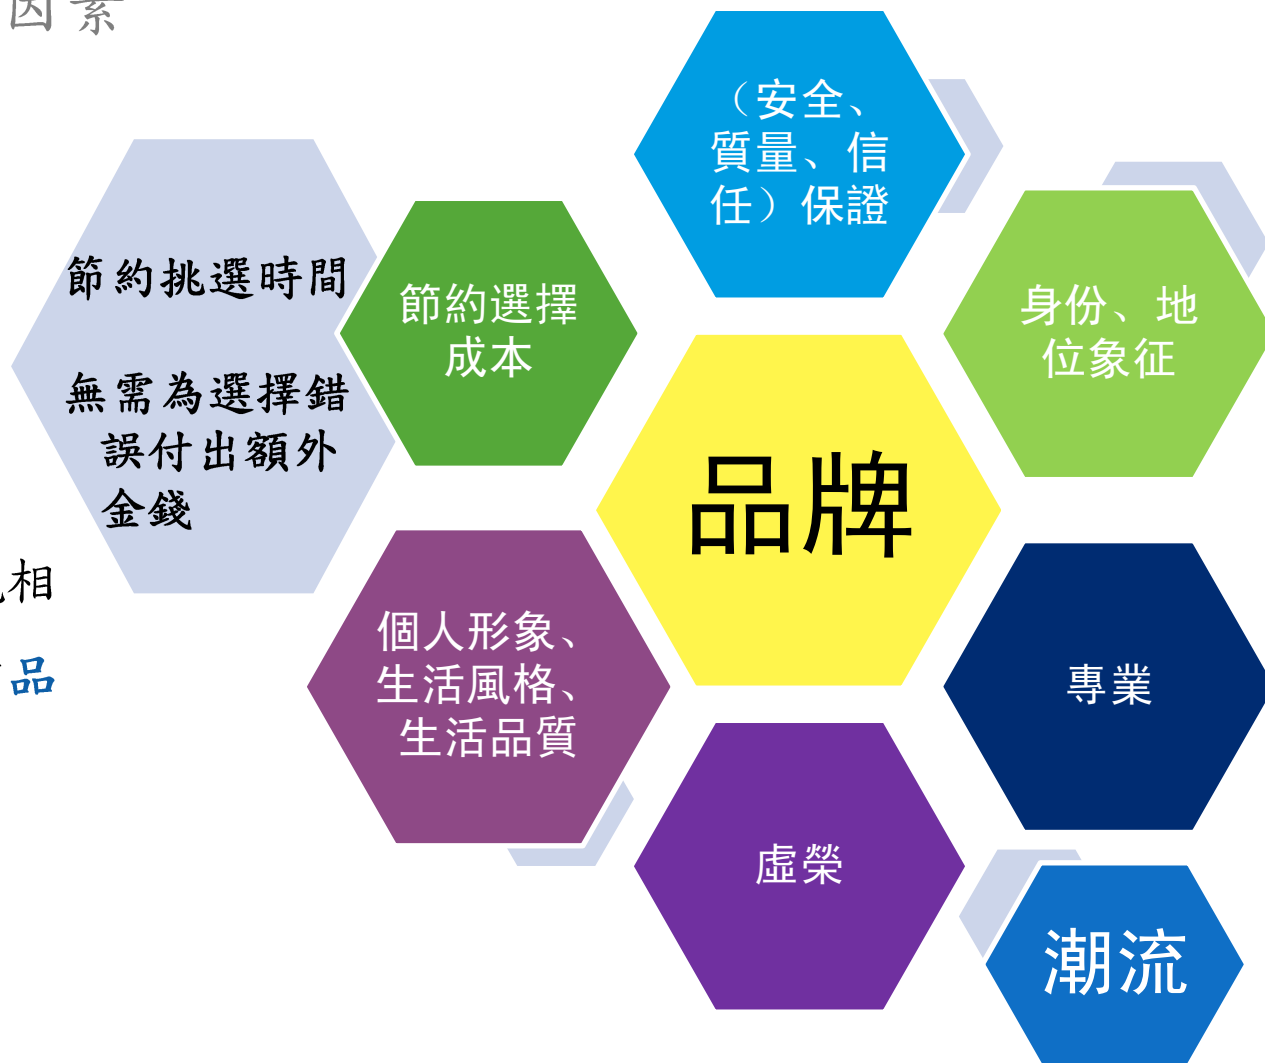 因素
（安全、
質量、信
任）保證
節約挑選時間
無需為選擇錯
誤付出額外
金錢
節約選擇
成本
身份、地
位象征
品牌
相
品
個人形象、
生活風格、
生活品質
專業
虛榮
潮流